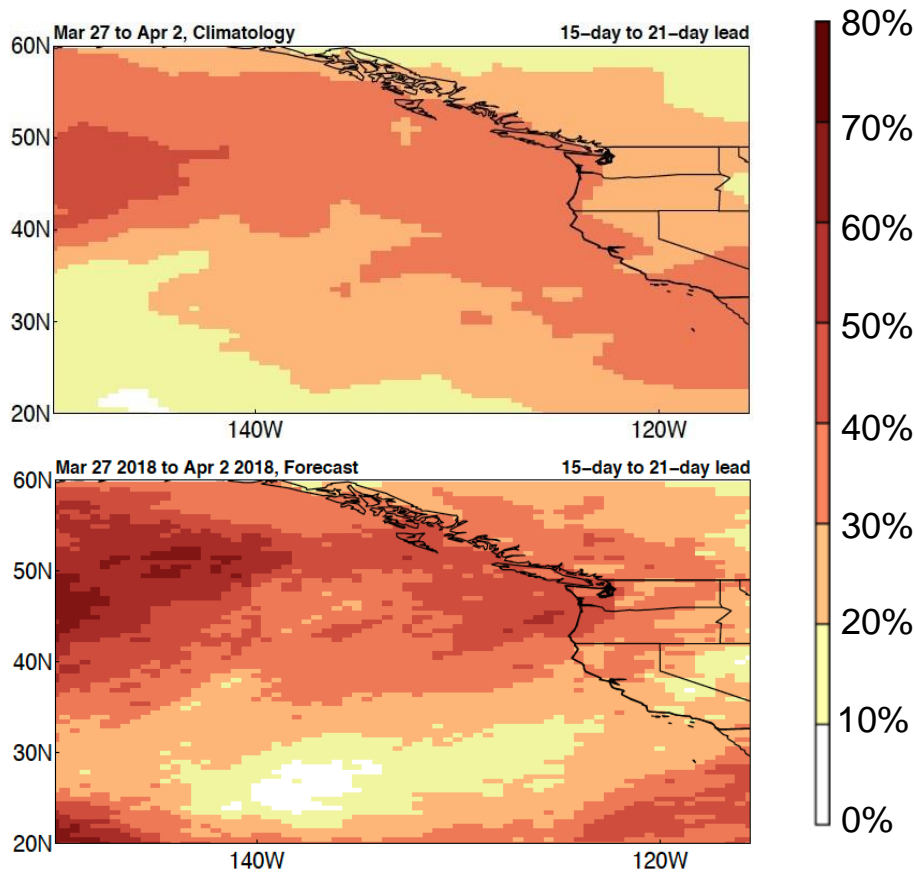 Mar 27 to Apr 2, Climatology 15-day to 21-day lead
60N
50N
40N
30N
20N
140W 120W
Mar 27 2018 to Apr 2 2018, Forecast 15-day to 21-day lead
60N
50N
40N
30N
20N
140W 120W
80%
70%
60%
50%
40%
30%
20%
10%
0%